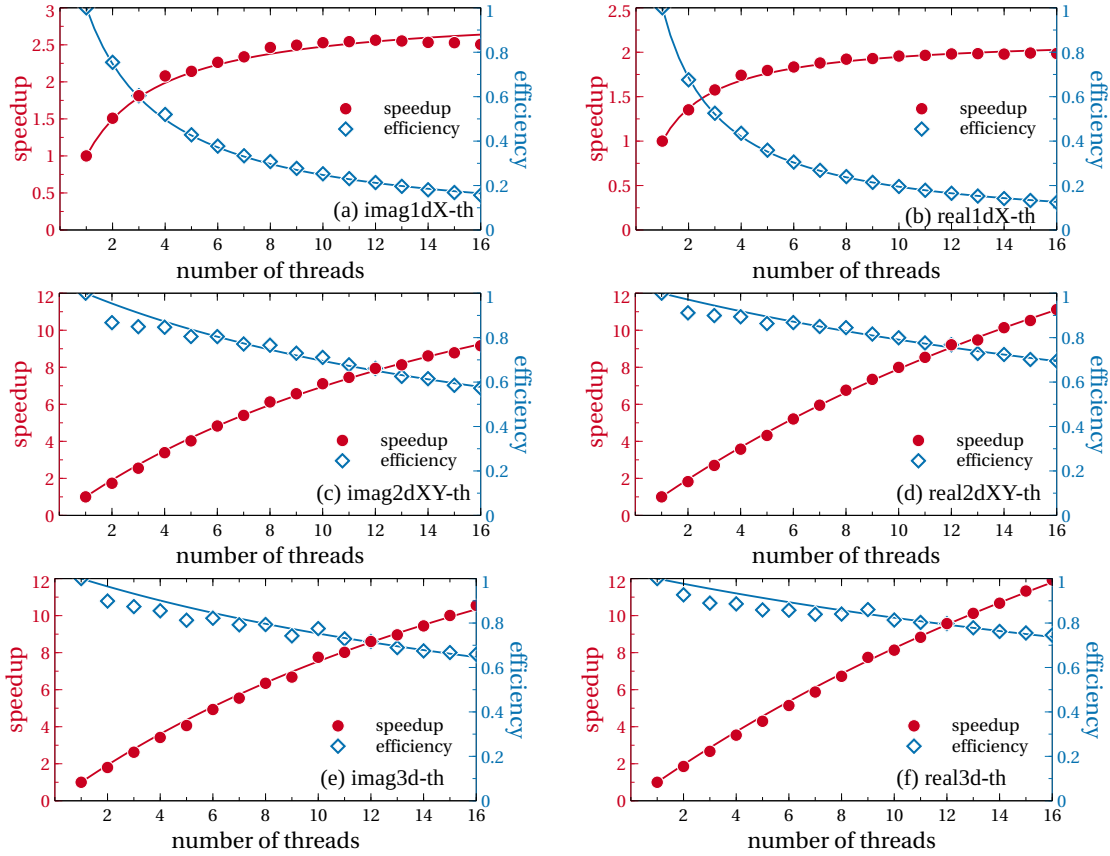 3
2.5
2
1.5
1
0.5
0
speedup
1
0.8
0.6
0.4
0.2
0
efficiency
speedup
efficiency
(a) imag1dX-th
2 4 6 8 10 12 14 16
number of threads
2.5
2
1.5
1
0.5
0
speedup
1
0.8
0.6
0.4
0.2
0
efficiency
speedup
efficiency
(b) real1dX-th
2 4 6 8 10 12 14 16
number of threads
12
10
8
6
4
2
0
speedup
1
0.8
0.6
0.4
0.2
0
efficiency
speedup
efficiency
(c) imag2dXY-th
2 4 6 8 10 12 14 16
number of threads
12
10
8
6
4
2
0
speedup
1
0.8
0.6
0.4
0.2
0
efficiency
speedup
efficiency
(d) real2dXY-th
2 4 6 8 10 12 14 16
number of threads
12
10
8
6
4
2
0
speedup
1
0.8
0.6
0.4
0.2
0
efficiency
speedup
efficiency
(e) imag3d-th
2 4 6 8 10 12 14 16
number of threads
12
10
8
6
4
2
0
speedup
1
0.8
0.6
0.4
0.2
0
efficiency
speedup
efficiency
(f) real3d-th
2 4 6 8 10 12 14 16
number of threads